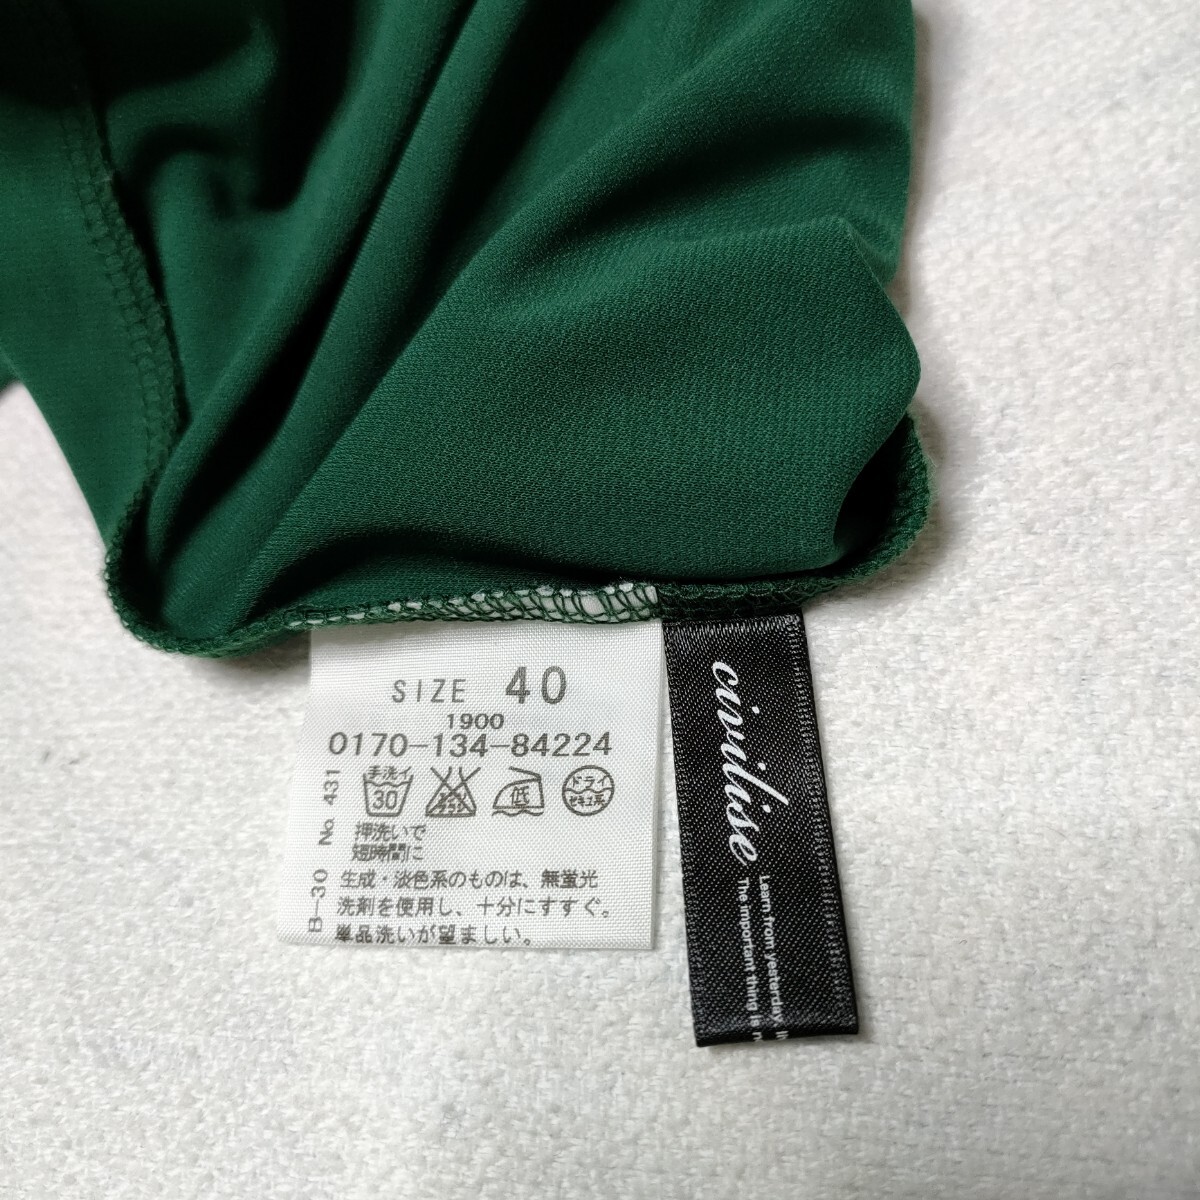 SIZE 40
1900
0170-134-84224
手洗イ
30
低
ドライ
セキユ系
押洗いで
短時間に
生成・淡色系のものは、無蛍光
洗剤を使用し、十分にすすぐ。
単品洗いが望ましい。
B-30 No. 431
civilise
Learn from yesterday,
The important thing is